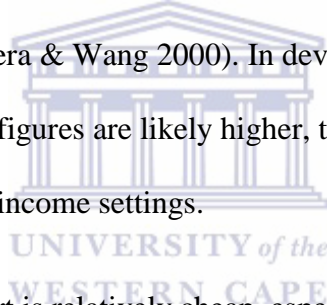 era & Wang 2000). In dev
figures are likely higher, t
income settings.
UNIVERSITY of the
WESTERN CAPE
t is relatively cheap, espe